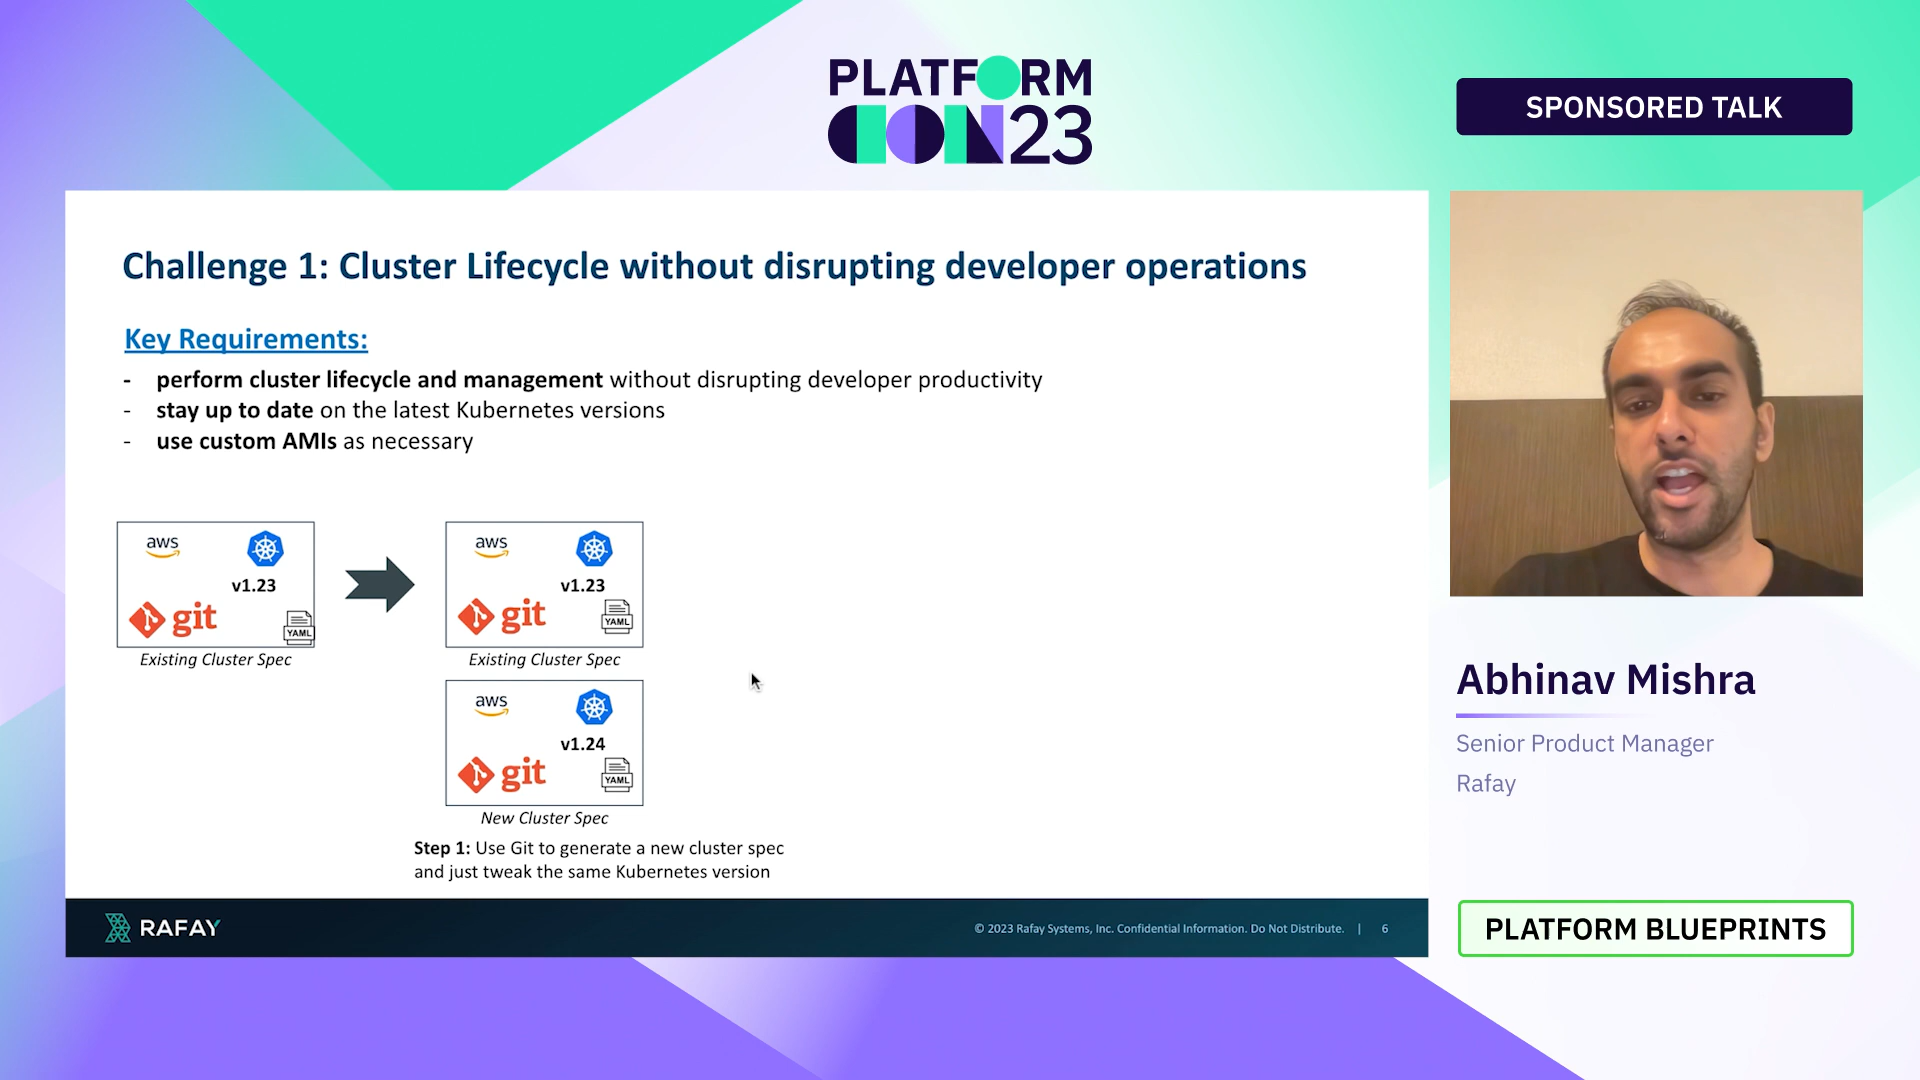 PLATFORM
CON23
SPONSORED TALK
Challenge 1: Cluster Lifecycle without disrupting developer operations
Key Requirements:
- perform cluster lifecycle and management without disrupting developer productivity
- stay up to date on the latest Kubernetes versions
- use custom AMIs as necessary
aws
v1.23
git
YAML
Existing Cluster Spec
aws
v1.23
git
YAML
Existing Cluster Spec
aws
v1.24
git
YAML
New Cluster Spec
Step 1: Use Git to generate a new cluster spec
and just tweak the same Kubernetes version
RAFAY
© 2023 Rafay Systems, Inc. Confidential Information. Do Not Distribute. | 6
Abhinav Mishra
Senior Product Manager
Rafay
PLATFORM BLUEPRINTS